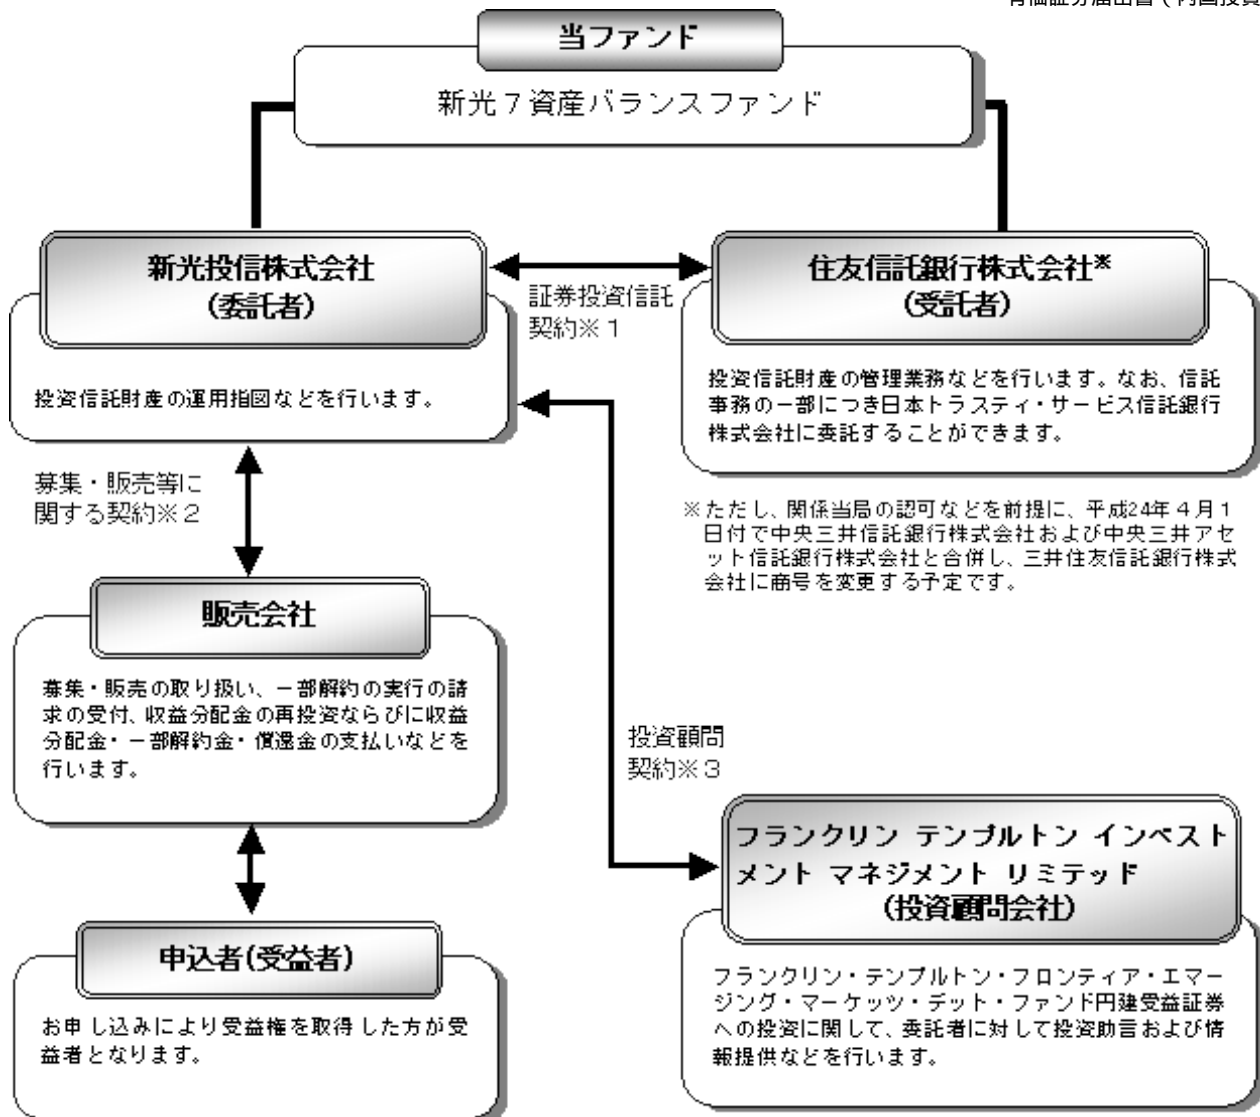 当ファンド
新光７資産バランスファンド
新光投信株式会社
(委託者)
投資信託財産の運用指図などを行います。
証券投資信託
契約※１
住友信託銀行株式会社※
(受託者)
投資信託財産の管理業務などを行います。なお、信託
事務の一部につき日本トラスティ・サービス信託銀行
株式会社に委託することができます。
※ただし、関係当局の認可などを前提に、平成24年４月１
日付で中央三井信託銀行株式会社および中央三井アセ
ット信託銀行株式会社と合併し、三井住友信託銀行株式
会社に商号を変更する予定です。
募集・販売等に
関する契約※２
販売会社
募集・販売の取り扱い、一部解約の実行の請
求の受付、収益分配金の再投資ならびに収益
分配金・一部解約金・償還金の支払いなどを
行います。
投資顧問
契約※３
フランクリン テンプルトン インベスト
メント マネジメント リミテッド
(投資顧問会社)
フランクリン・テンプルトン・フロンティア・エマー
ジング・マーケッツ・デット・ファンド円建受益証券
への投資に関して、委託者に対して投資助言および情
報提供などを行います。
申込者(受益者)
お申し込みにより受益権を取得した方が受
益者となります。